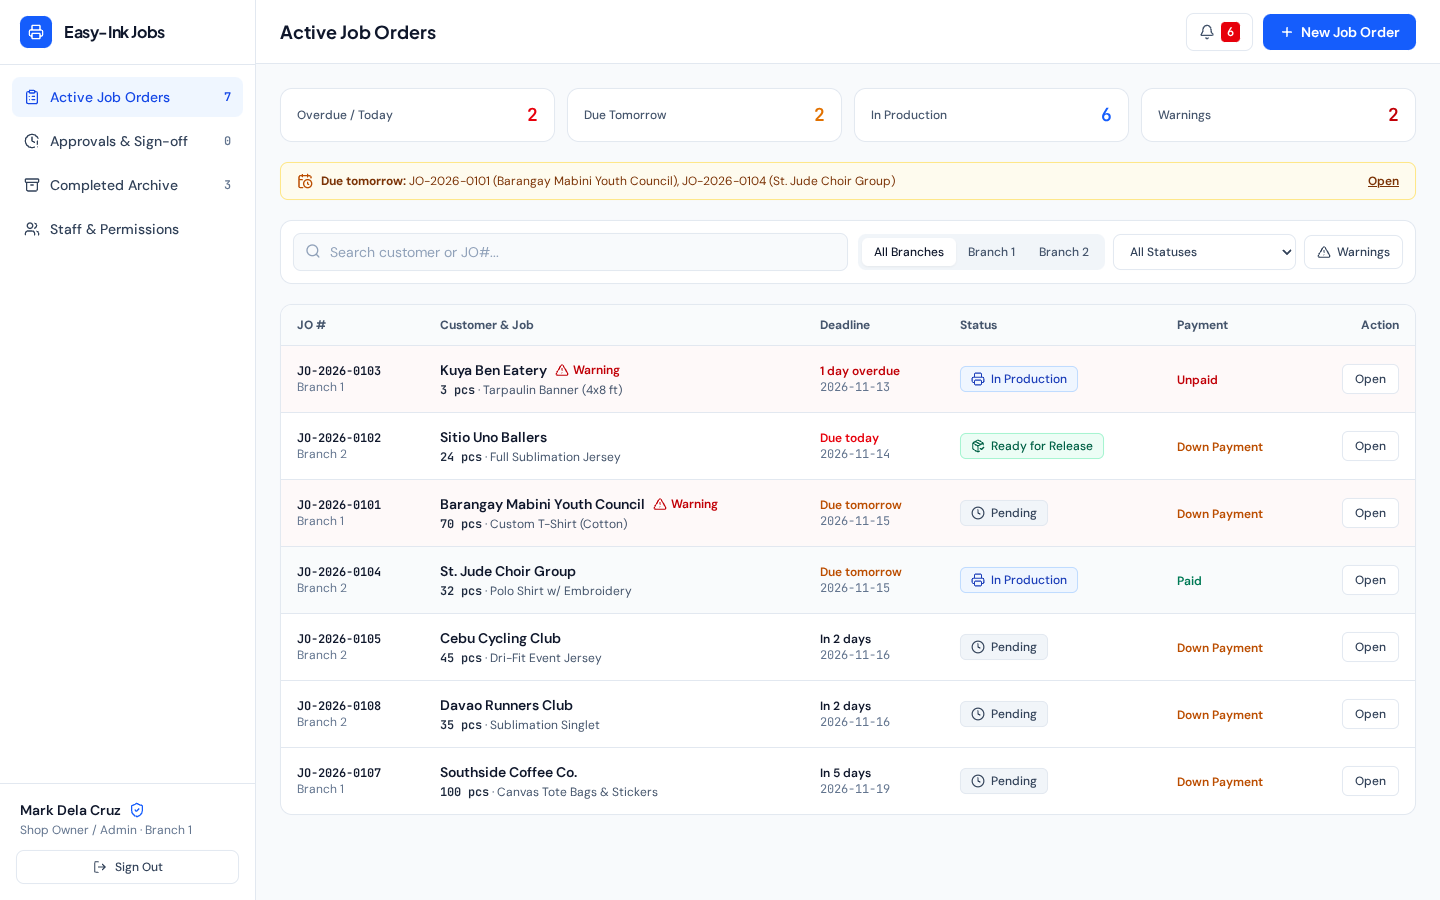 Easy-Ink Jobs
Active Job Orders 7
Approvals & Sign-off 0
Completed Archive 3
Staff & Permissions
Mark Dela Cruz
Shop Owner / Admin · Branch 1
Sign Out
Active Job Orders
6
New Job Order
Overdue / Today 2
Due Tomorrow 2
In Production 6
Warnings 2
Due tomorrow: JO-2026-0101 (Barangay Mabini Youth Council), JO-2026-0104 (St. Jude Choir Group) Open
Search customer or JO#...
All Branches Branch 1 Branch 2
All Statuses
Warnings
JO # Customer & Job Deadline Status Payment Action
JO-2026-0103 Kuya Ben Eatery Warning 1 day overdue In Production Unpaid Open
Branch 1 3 pcs · Tarpaulin Banner (4x8 ft) 2026-11-13
JO-2026-0102 Sitio Uno Ballers Due today Ready for Release Down Payment Open
Branch 2 24 pcs · Full Sublimation Jersey 2026-11-14
JO-2026-0101 Barangay Mabini Youth Council Warning Due tomorrow Pending Down Payment Open
Branch 1 70 pcs · Custom T-Shirt (Cotton) 2026-11-15
JO-2026-0104 St. Jude Choir Group Due tomorrow In Production Paid Open
Branch 2 32 pcs · Polo Shirt w/ Embroidery 2026-11-15
JO-2026-0105 Cebu Cycling Club In 2 days Pending Down Payment Open
Branch 2 45 pcs · Dri-Fit Event Jersey 2026-11-16
JO-2026-0108 Davao Runners Club In 2 days Pending Down Payment Open
Branch 2 35 pcs · Sublimation Singlet 2026-11-16
JO-2026-0107 Southside Coffee Co. In 5 days Pending Down Payment Open
Branch 1 100 pcs · Canvas Tote Bags & Stickers 2026-11-19